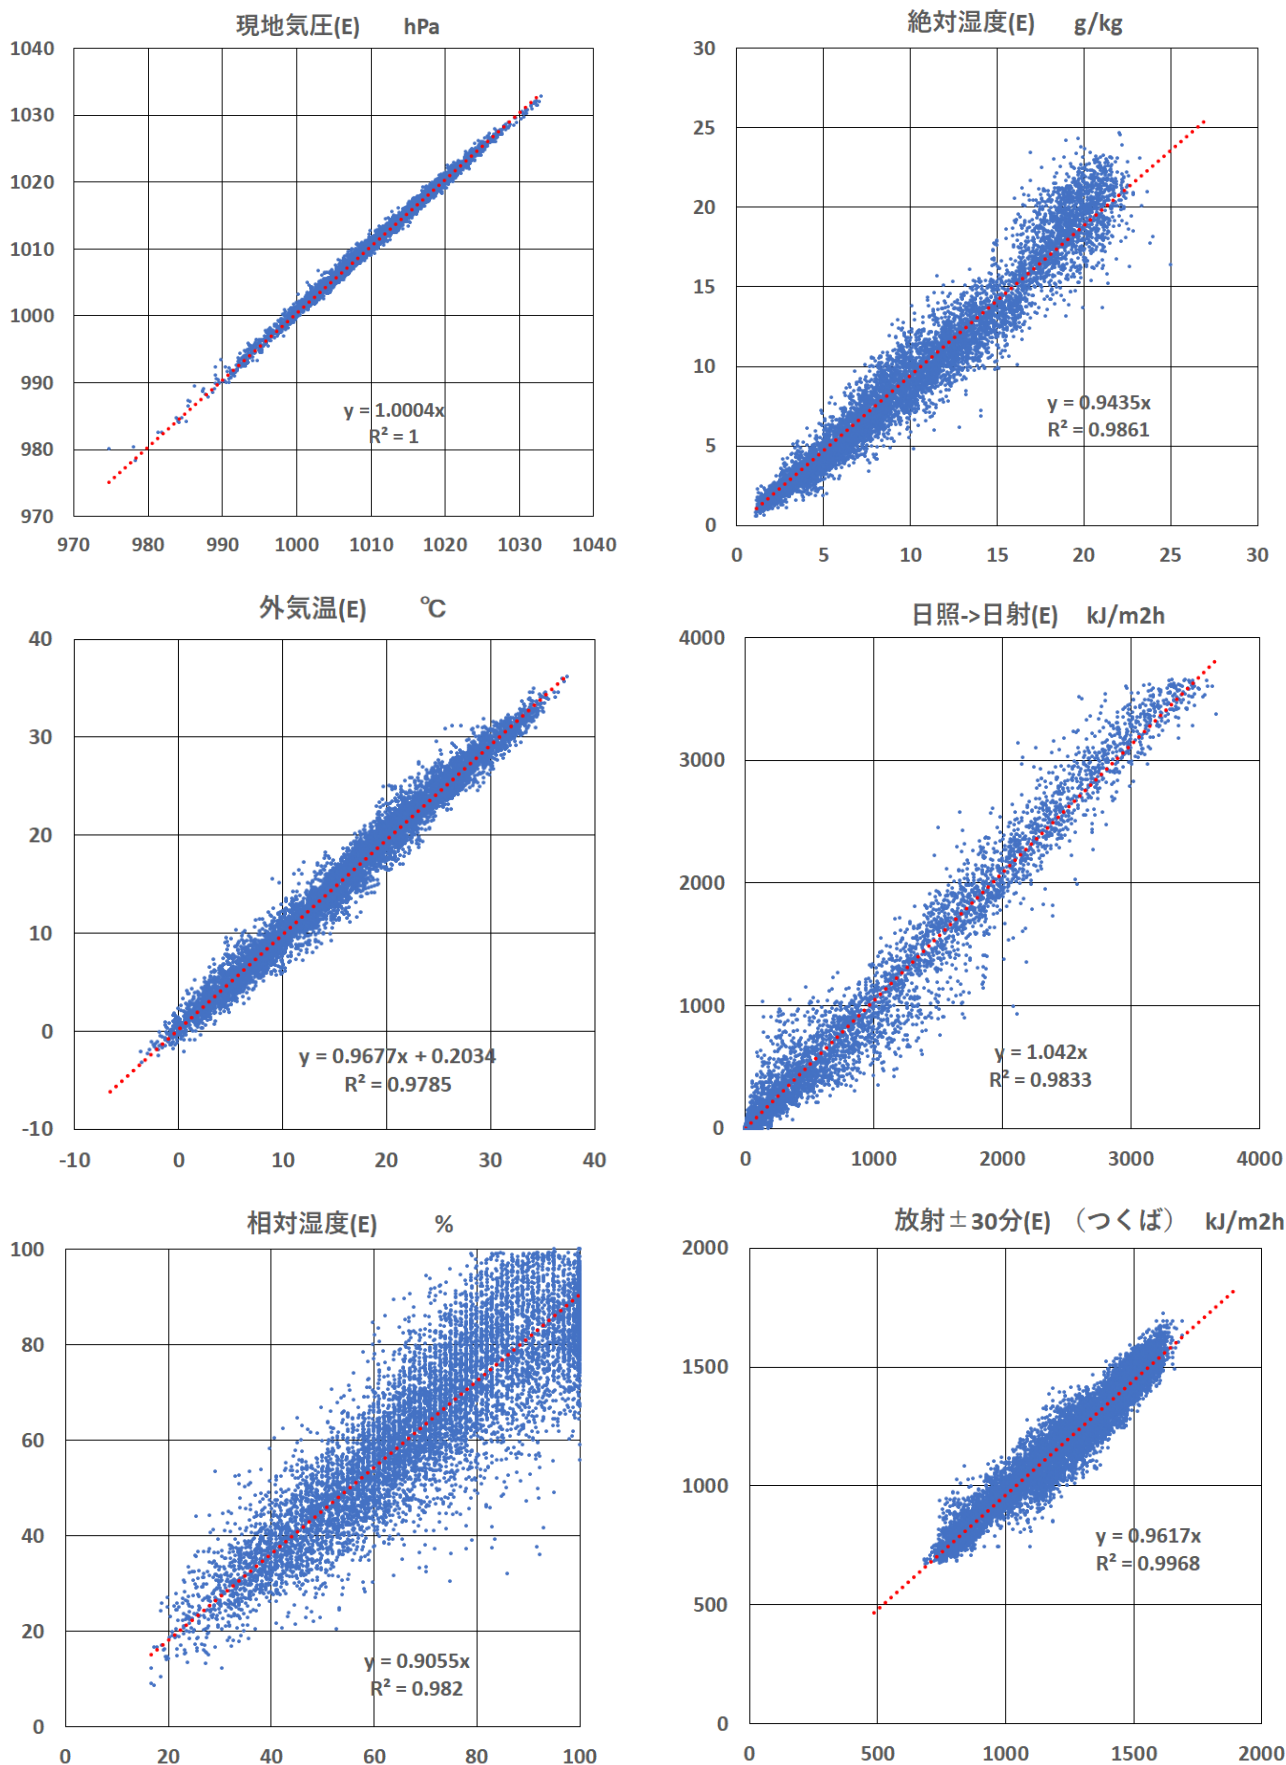 現地気圧(E) hPa
1040
1030
1020
1010
1000
990
980
970
y = 1.0004x
R² = 1
970 980 990 1000 1010 1020 1030 1040
絶対湿度(E) g/kg
30
25
20
15
10
5
0
y = 0.9435x
R² = 0.9861
0 5 10 15 20 25 30
外気温(E) ℃
40
30
20
10
0
-10
y = 0.9677x + 0.2034
R² = 0.9785
-10 0 10 20 30 40
日照->日射(E) kJ/m2h
4000
3000
2000
1000
0
y = 1.042x
R² = 0.9833
0 1000 2000 3000 4000
相対湿度(E) %
100
80
60
40
20
0
y = 0.9055x
R² = 0.982
0 20 40 60 80 100
放射±30分(E) （つくば） kJ/m2h
2000
1500
1000
500
0
y = 0.9617x
R² = 0.9968
0 500 1000 1500 2000